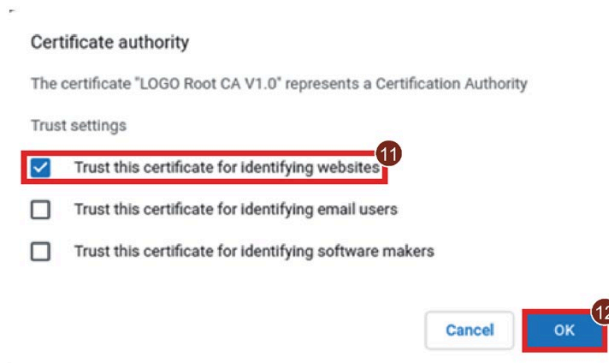 Certificate authority
The certificate "LOGO Root CA V1.0" represents a Certification Authority
Trust settings
11
Trust this certificate for identifying websites
Trust this certificate for identifying email users
Trust this certificate for identifying software makers
12
Cancel OK